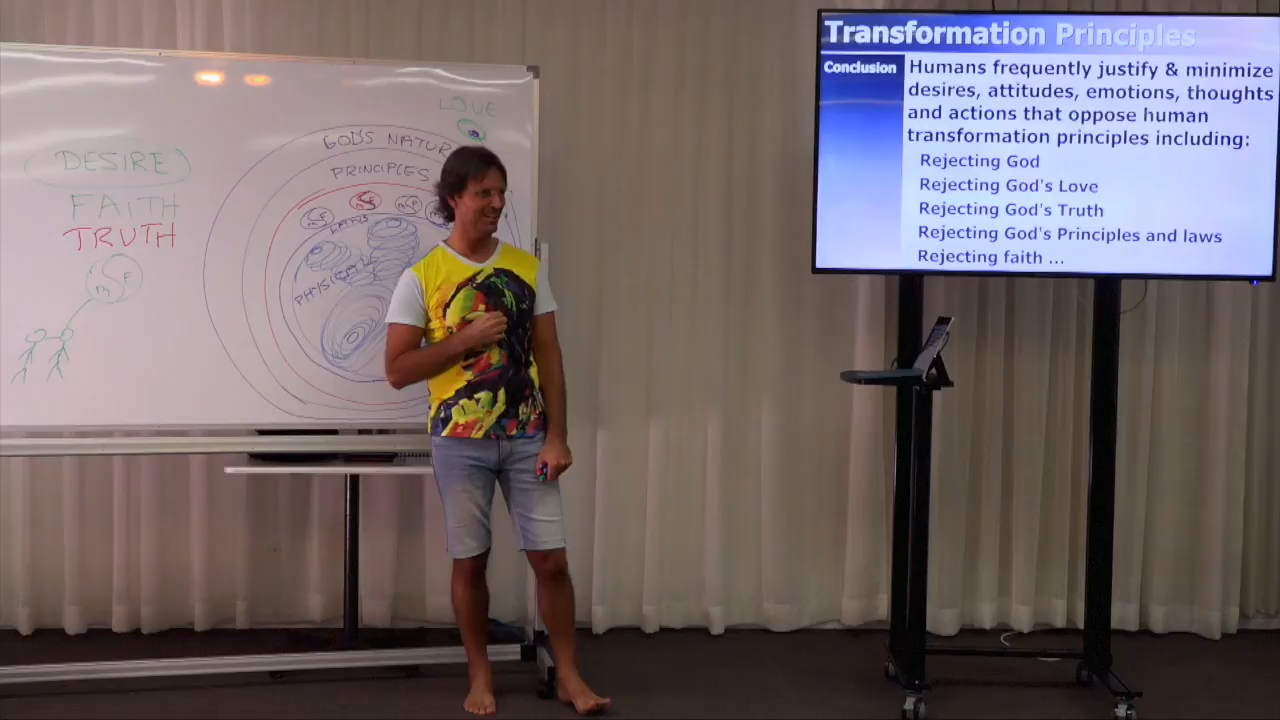 LOVE
GOD'S NATUR
PRINCIPLES
DESIRE
FAITH
TRUTH
PHYSICAL
Transformation Principles
Conclusion
Humans frequently justify & minimize
desires, attitudes, emotions, thoughts
and actions that oppose human
transformation principles including:
Rejecting God
Rejecting God's Love
Rejecting God's Truth
Rejecting God's Principles and laws
Rejecting faith ...